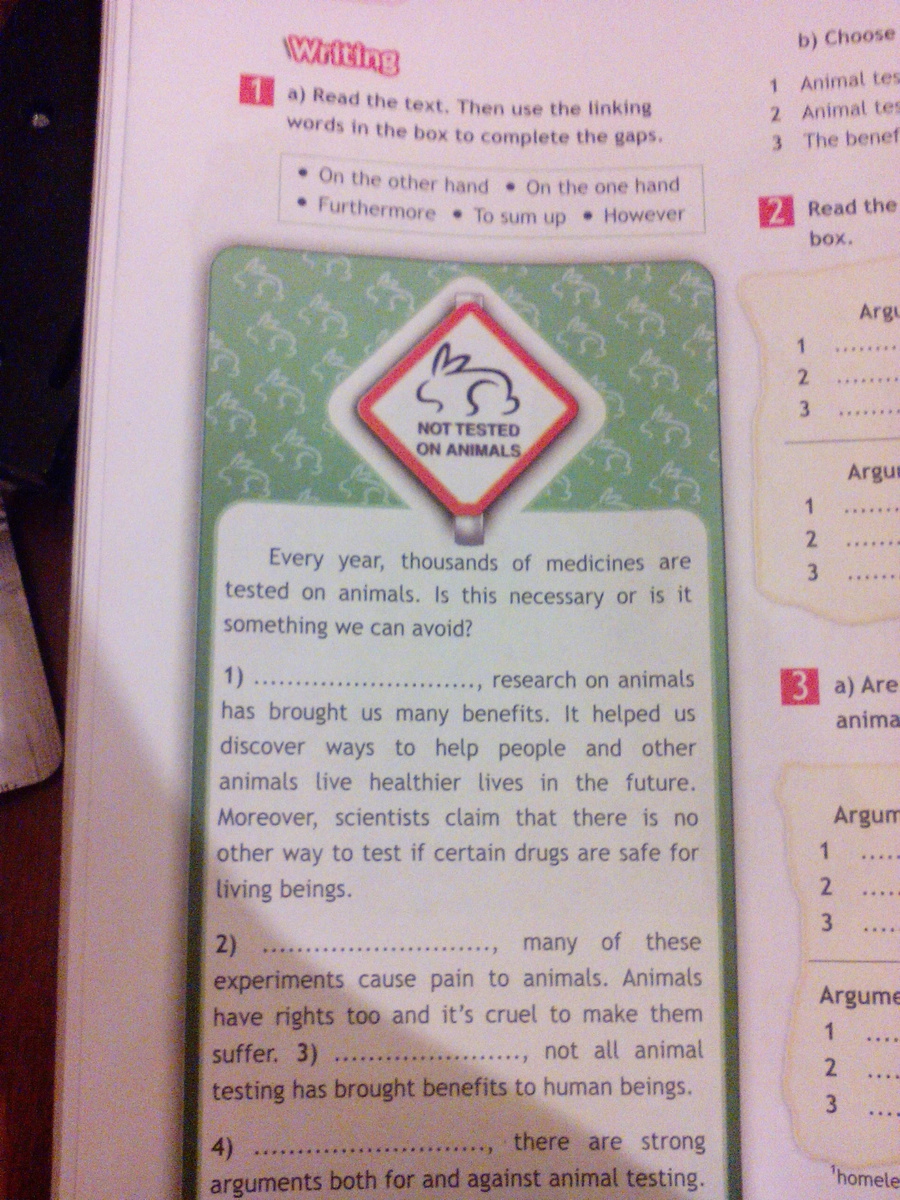 Writing
1 a) Read the text. Then use the linking
words in the box to complete the gaps.
• On the other hand • On the one hand
• Furthermore • To sum up • However
NOT TESTED
ON ANIMALS
Every year, thousands of medicines are
tested on animals. Is this necessary or is it
something we can avoid?
1) ............................, research on animals
has brought us many benefits. It helped us
discover ways to help people and other
animals live healthier lives in the future.
Moreover, scientists claim that there is no
other way to test if certain drugs are safe for
living beings.
2) ............................, many of these
experiments cause pain to animals. Animals
have rights too and it's cruel to make them
suffer. 3) ......................., not all animal
testing has brought benefits to human beings.
4) ............................, there are strong
arguments both for and against animal testing.
b) Choose
1 Animal tes
2 Animal tes
3 The benef
2 Read the
box.
Argu
1 ........
2 ........
3 ........
Argu
1 ......
2 ......
3 ......
3 a) Are
anima
Argum
1 .....
2 ....
3 ....
Argume
1 ....
2 ....
3 ....
1homele